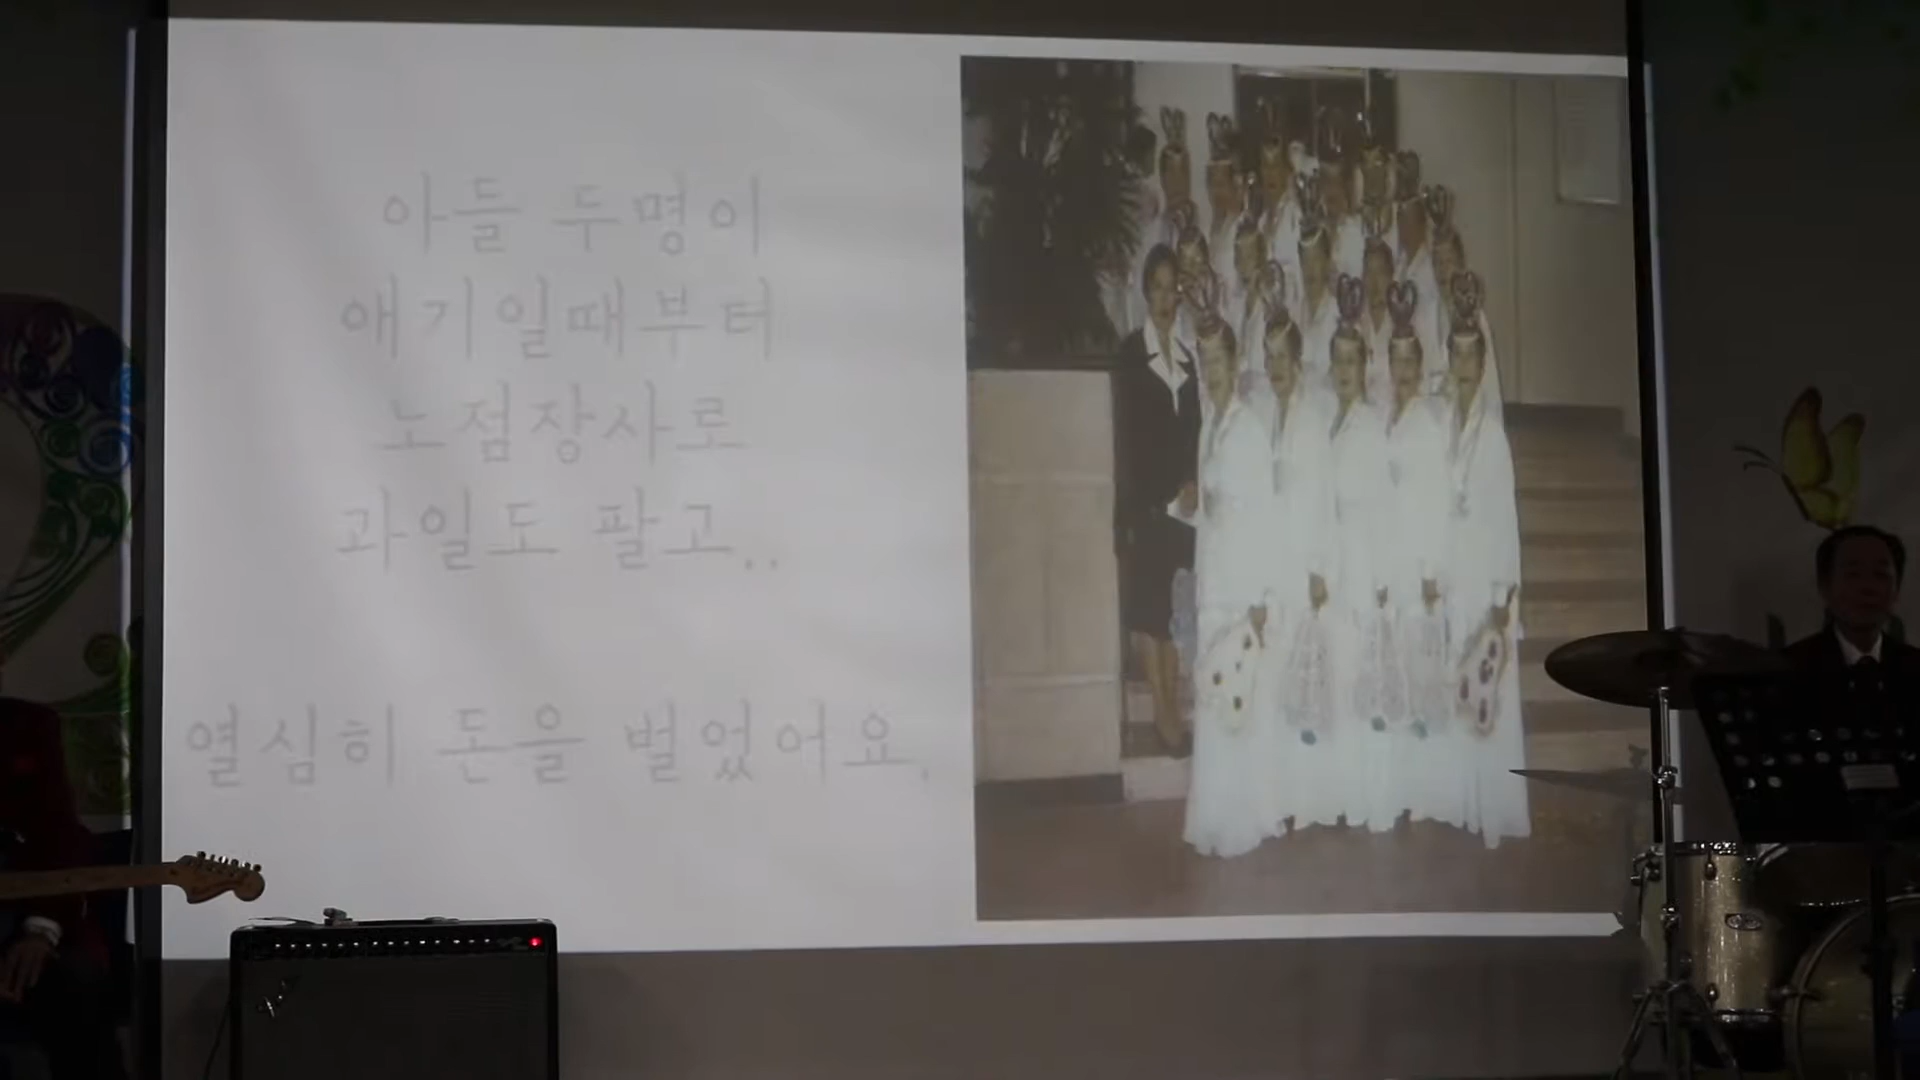 아들 두명이
애기일때부터
노점장사로
과일도 팔고..
열심히 돈을 벌었어요.